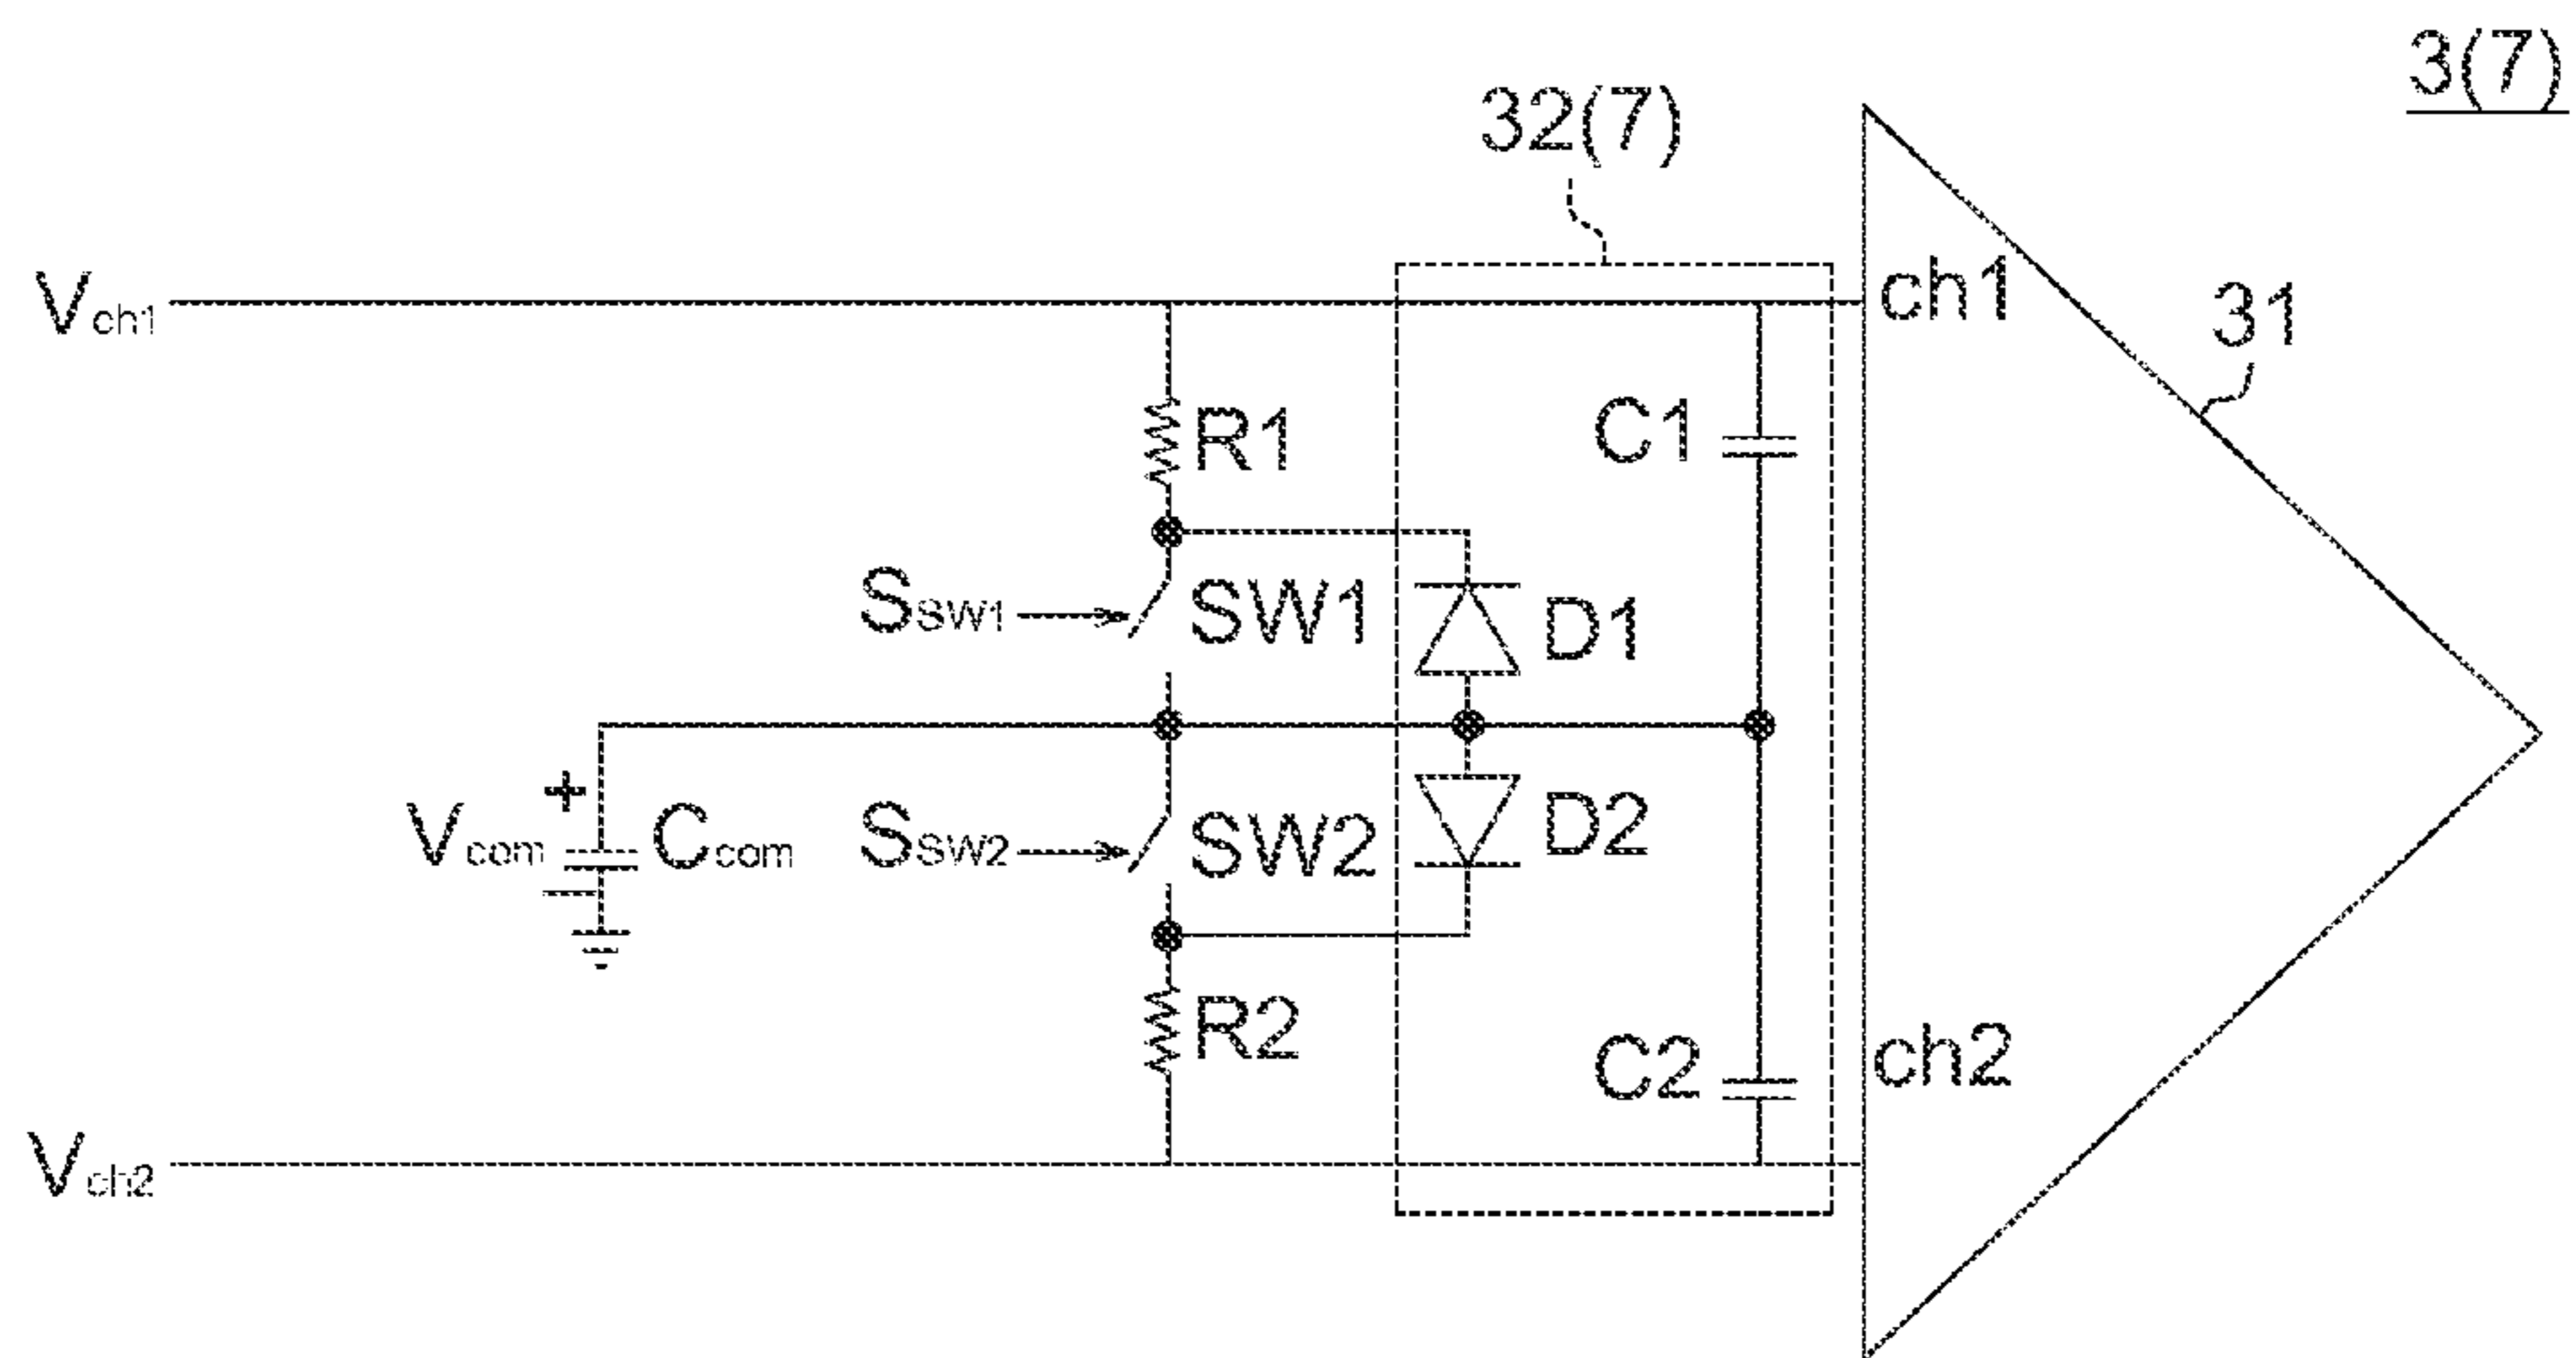 3(7)
32(7)
Vch1
ch1
31
R1
C1
SSW1
SW1
D1
+
Vcom
Ccom
SSW2
SW2
D2
R2
C2
ch2
Vch2